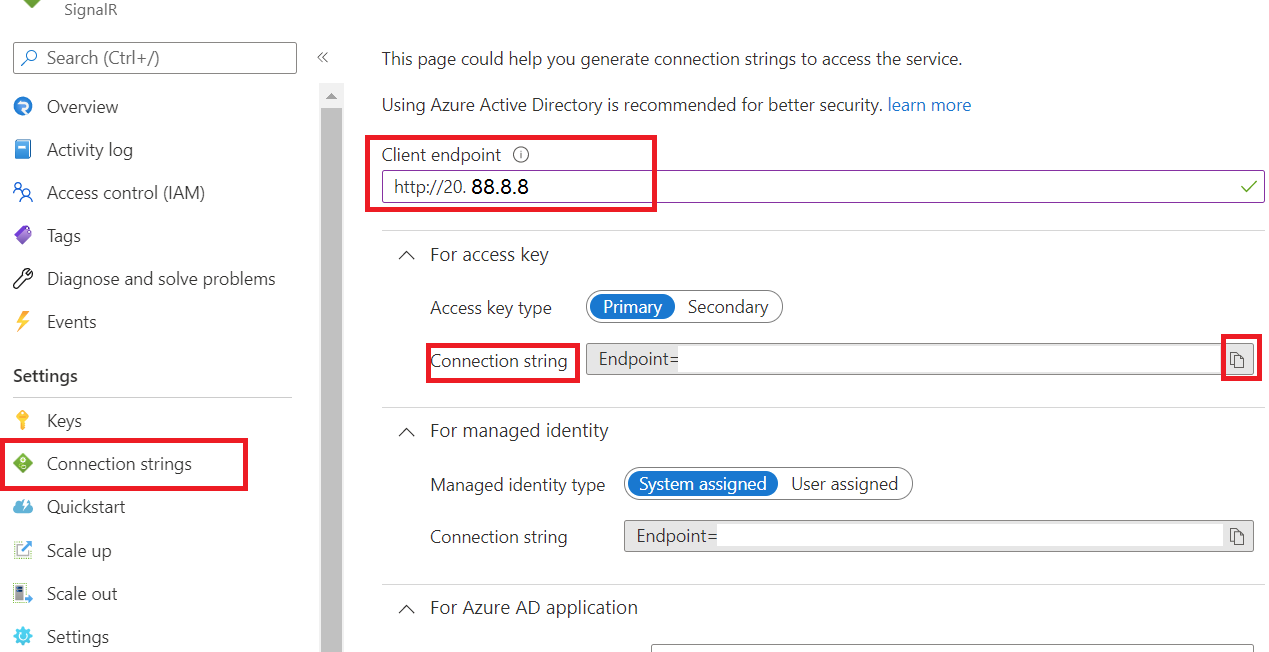 SignalR
Search (Ctrl+/)
«
Overview
Activity log
Access control (IAM)
Tags
Diagnose and solve problems
Events
Settings
Keys
Connection strings
Quickstart
Scale up
Scale out
Settings
This page could help you generate connection strings to access the service.
Using Azure Active Directory is recommended for better security. learn more
Client endpoint
http://20. 88.8.8
For access key
Access key type Primary Secondary
Connection string Endpoint=
For managed identity
Managed identity type System assigned User assigned
Connection string Endpoint=
For Azure AD application